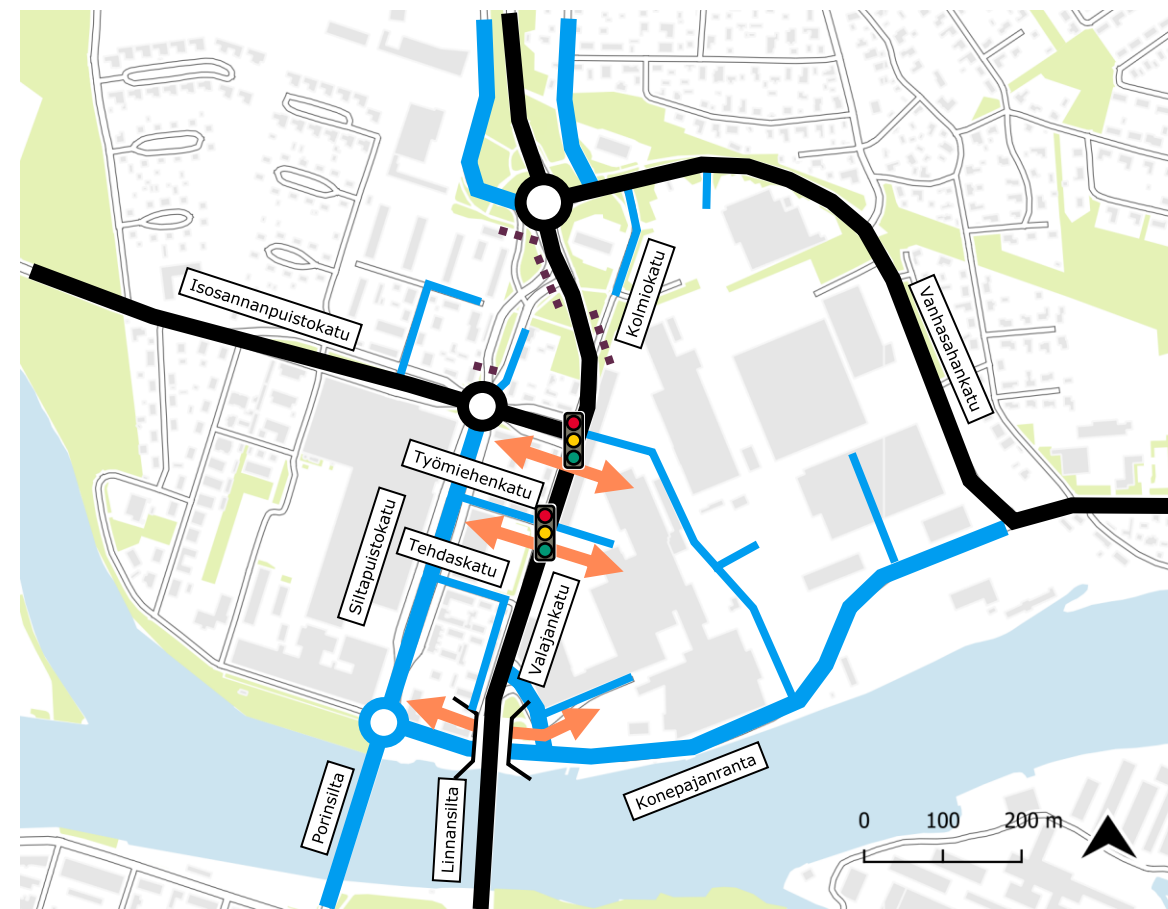 Isosannanpuistokatu
Kolmiokatu
Vanhasahankatu
Työmiehenkatu
Siltapuistokatu
Tehdaskatu
Valajankatu
Konepajanranta
Porinsilta
Linnansilta
0 100 200 m